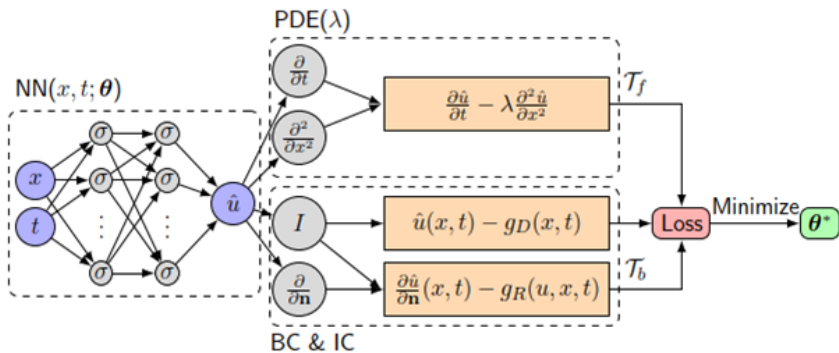 PDE(λ)
NN(x, t; θ)
∂/∂t
∂²/∂x²
∂û/∂t − λ ∂²û/∂x²
𝒯_f
σ σ
σ σ
⋮ ⋮
σ σ
x
t
û
I
∂/∂n
û(x, t) − g_D(x, t)
∂û/∂n(x, t) − g_R(u, x, t)
𝒯_b
Loss
Minimize
θ*
BC & IC